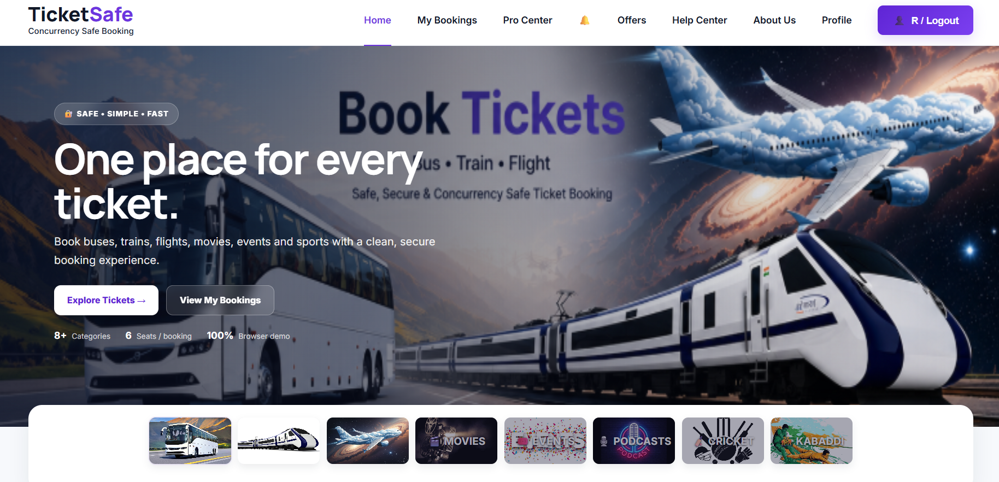 TicketSafe
Concurrency Safe Booking
Home
My Bookings
Pro Center
Offers
Help Center
About Us
Profile
R / Logout
Book Tickets
Bus • Train • Flight
Safe, Secure & Concurrency Safe Ticket Booking
SAFE • SIMPLE • FAST
One place for every
ticket.
Book buses, trains, flights, movies, events and sports with a clean, secure
booking experience.
Explore Tickets →
View My Bookings
8+ Categories
6 Seats / booking
100% Browser demo
MOVIES
EVENTS
PODCASTS
PODCAST
CRICKET
KABADDI